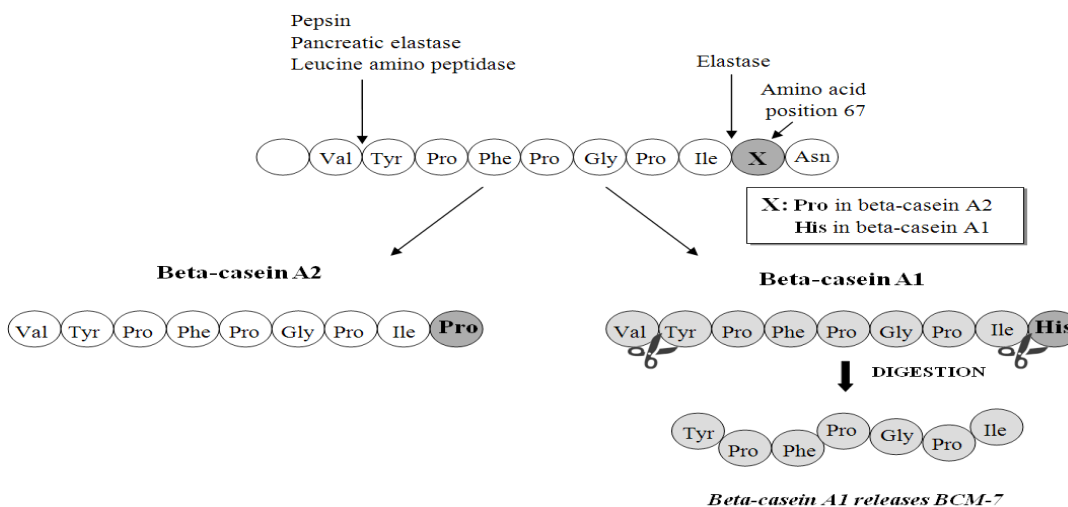 Pepsin
Pancreatic elastase
Leucine amino peptidase
Elastase
Amino acid
position 67
Val Tyr Pro Phe Pro Gly Pro Ile X Asn
X: Pro in beta-casein A2
His in beta-casein A1
Beta-casein A2
Beta-casein A1
Val Tyr Pro Phe Pro Gly Pro Ile Pro
Val Tyr Pro Phe Pro Gly Pro Ile His
DIGESTION
Tyr Pro Phe Pro Gly Pro Ile
Beta-casein A1 releases BCM-7